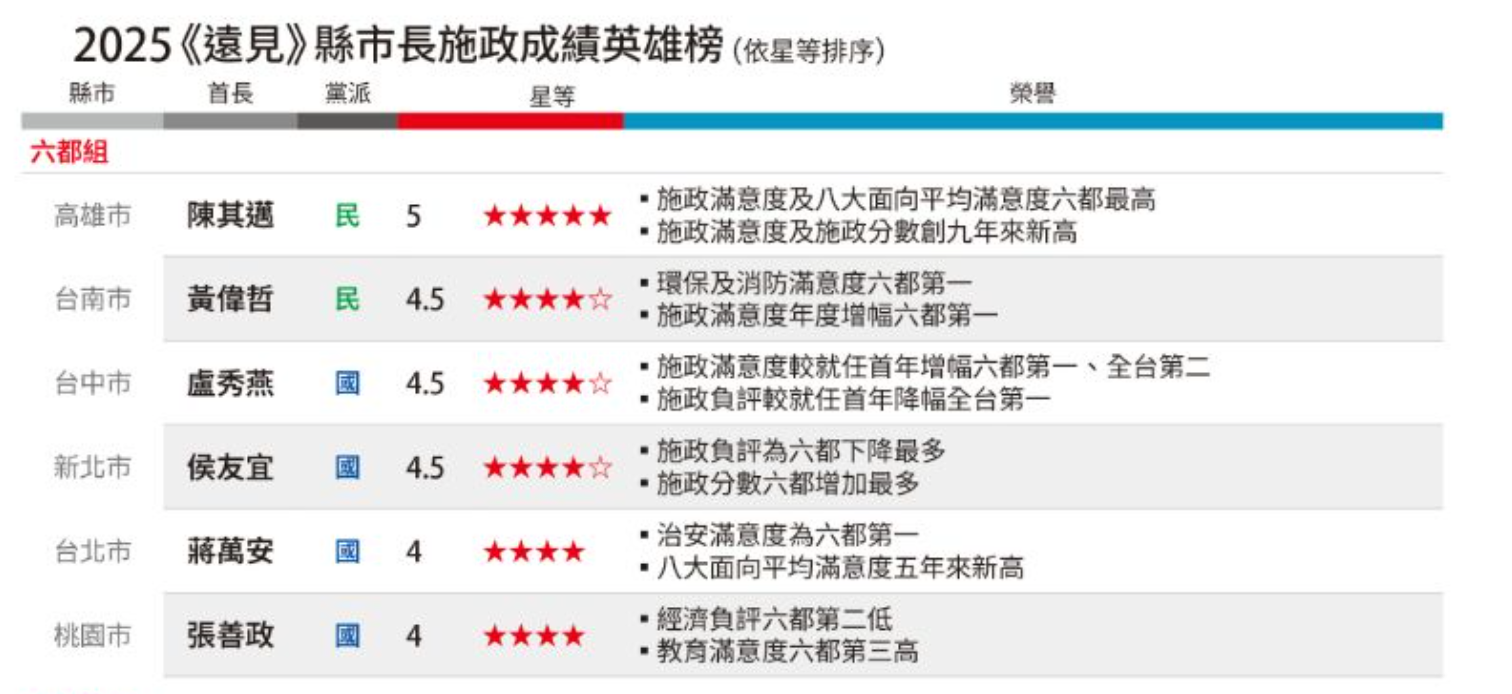 2025《遠見》縣市長施政成績英雄榜 (依星等排序)
縣市 首長 黨派 星等 榮譽
六都組
高雄市 陳其邁 民 5 ★★★★★ ▪ 施政滿意度及八大面向平均滿意度六都最高
▪ 施政滿意度及施政分數創九年來新高
台南市 黃偉哲 民 4.5 ★★★★☆ ▪ 環保及消防滿意度六都第一
▪ 施政滿意度年度增幅六都第一
台中市 盧秀燕 國 4.5 ★★★★☆ ▪ 施政滿意度較就任首年增幅六都第一、全台第二
▪ 施政負評較就任首年降幅全台第一
新北市 侯友宜 國 4.5 ★★★★☆ ▪ 施政負評為六都下降最多
▪ 施政分數六都增加最多
台北市 蔣萬安 國 4 ★★★★ ▪ 治安滿意度為六都第一
▪ 八大面向平均滿意度五年來新高
桃園市 張善政 國 4 ★★★★ ▪ 經濟負評六都第二低
▪ 教育滿意度六都第三高